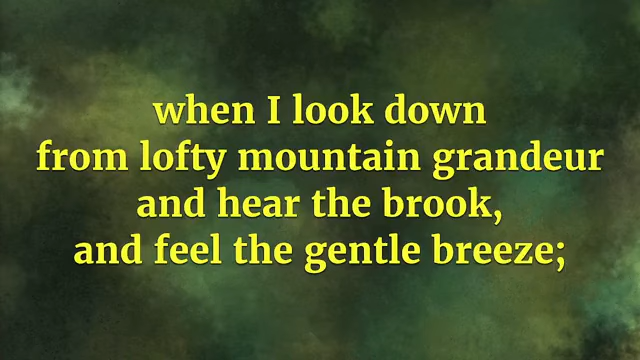 when I look down
from lofty mountain grandeur
and hear the brook,
and feel the gentle breeze;